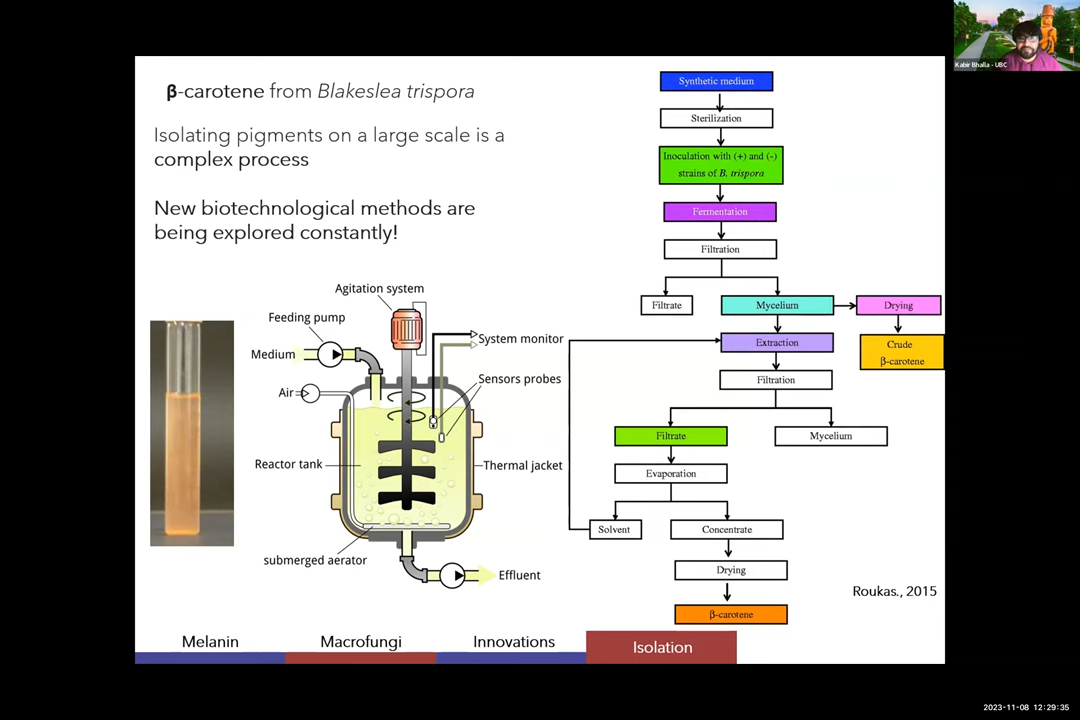 β-carotene from Blakeslea trispora
Isolating pigments on a large scale is a
complex process
New biotechnological methods are
being explored constantly!
Agitation system
Feeding pump
Medium
System monitor
Air
Sensors probes
Reactor tank
Thermal jacket
submerged aerator
Effluent
Synthetic medium
Sterilization
Inoculation with (+) and (-)
strains of B. trispora
Fermentation
Filtration
Filtrate
Mycelium
Drying
Extraction
Crude
β-carotene
Filtration
Filtrate
Mycelium
Evaporation
Solvent
Concentrate
Drying
β-carotene
Roukas., 2015
Melanin
Macrofungi
Innovations
Isolation
Kabir Bhalla - UBC
2023-11-08 12:29:35